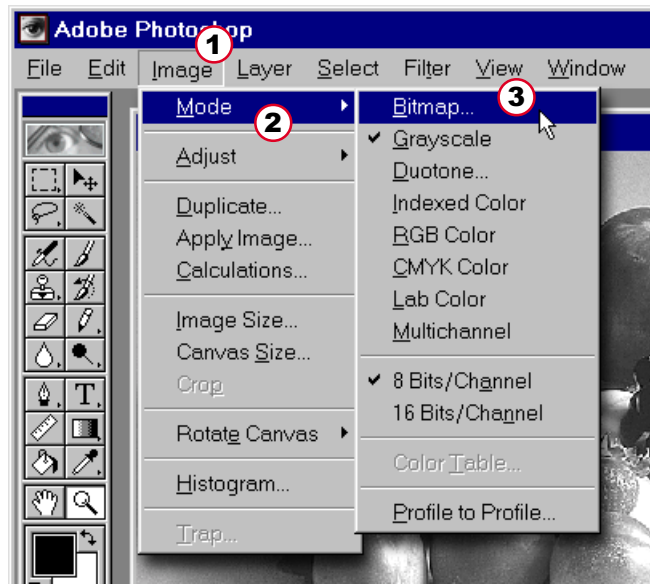 Adobe Photoshop
1
File Edit Image Layer Select Filter View Window
Mode
2
Adjust
Duplicate...
Apply Image...
Calculations...
Image Size...
Canvas Size...
Crop
Rotate Canvas
Histogram...
Trap...
Bitmap...
3
Grayscale
Duotone...
Indexed Color
RGB Color
CMYK Color
Lab Color
Multichannel
8 Bits/Channel
16 Bits/Channel
Color Table...
Profile to Profile...
T